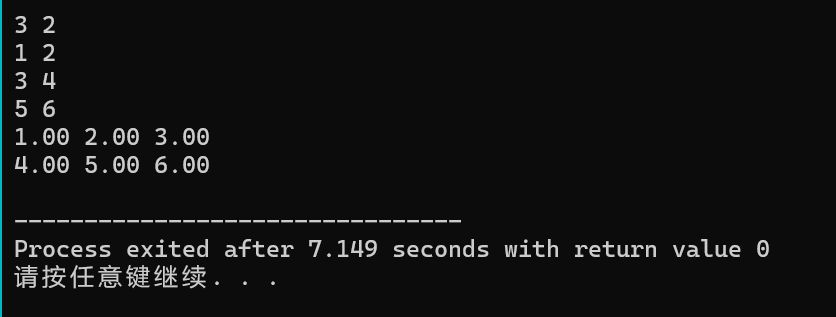 3 2
1 2
3 4
5 6
1.00 2.00 3.00
4.00 5.00 6.00
--------------------------------
Process exited after 7.149 seconds with return value 0
请按任意键继续. . .